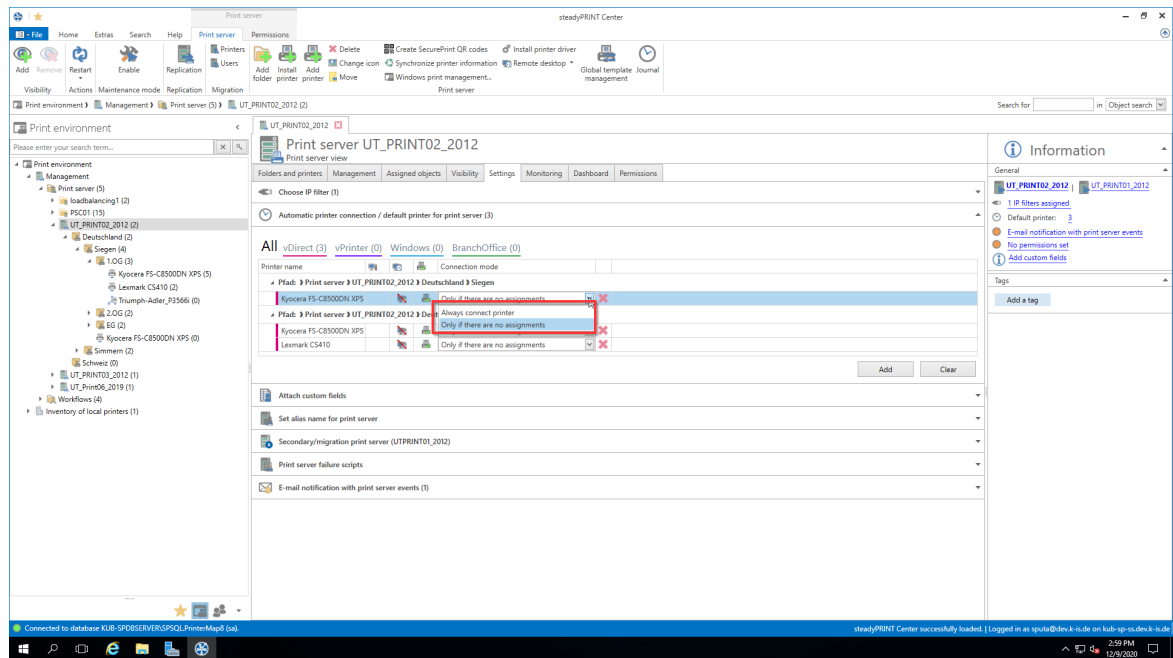 Print server
steadyPRINT Center
File Home Extras Search Help Print server Permissions
Add Remove Restart Enable Replication Printers Users
Add folder Install printer Add printer Delete Change icon Move
Create SecurePrint QR codes Synchronize printer information Windows print management...
Install printer driver Remote desktop
Global template management Journal
Visibility Actions Maintenance mode Replication Migration Print server
Print environment Management Print server (5) UT_PRINT02_2012 (2)
Search for in Object search
Print environment
Please enter your search term...
Print environment
Management
Print server (5)
loadbalancing1 (2)
PSC01 (15)
UT_PRINT02_2012 (2)
Deutschland (2)
Siegen (4)
1.OG (3)
Kyocera FS-C8500DN XPS (5)
Lexmark CS410 (2)
Triumph-Adler_P3566i (0)
2.OG (2)
EG (2)
Kyocera FS-C8500DN XPS (0)
Simmern (2)
Schweiz (0)
UT_PRINT03_2012 (1)
UT_Print06_2019 (1)
Workflows (4)
Inventory of local printers (1)
UT_PRINT02_2012
Print server UT_PRINT02_2012
Print server view
Folders and printers Management Assigned objects Visibility Settings Monitoring Dashboard Permissions
Choose IP filter (1)
Automatic printer connection / default printer for print server (3)
All vDirect (3) vPrinter (0) Windows (0) BranchOffice (0)
Printer name Connection mode
Pfad: Print server UT_PRINT02_2012 Deutschland Siegen
Kyocera FS-C8500DN XPS Only if there are no assignments
Always connect printer
Pfad: Print server UT_PRINT02_2012
Only if there are no assignments
Kyocera FS-C8500DN XPS
Lexmark CS410 Only if there are no assignments
Add Clear
Attach custom fields
Set alias name for print server
Secondary/migration print server (UTPRINT01_2012)
Print server failure scripts
E-mail notification with print server events (1)
Information
General
UT_PRINT02_2012 | UT_PRINT01_2012
1 IP filters assigned
Default printer: 3
E-mail notification with print server events
No permissions set
Add custom fields
Tags
Add a tag
Connected to database KUB-SPDBSERVER\SPSQL.PrinterMap8 (sa).
steadyPRINT Center successfully loaded. | Logged in as sputa@dev.k-is.de on kub-sp-ss.dev.k-is.de
2:59 PM
12/9/2020